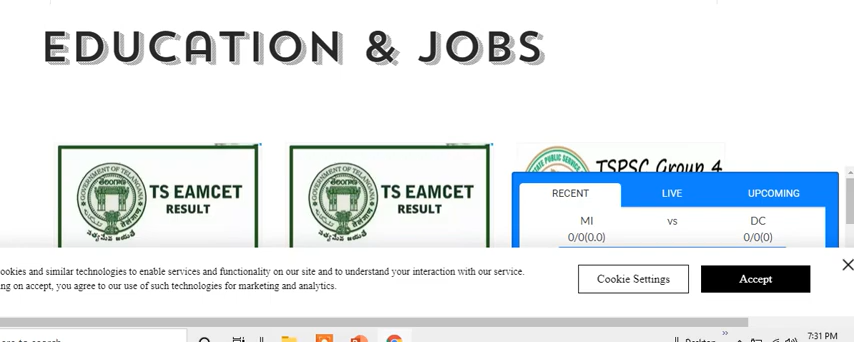 EDUCATION & JOBS
TS EAMCET
RESULT
TS EAMCET
RESULT
TSPSC Group 4
RECENT LIVE UPCOMING
MI vs DC
0/0(0.0) 0/0(0)
ookies and similar technologies to enable services and functionality on our site and to understand your interaction with our service.
ng on accept, you agree to our use of such technologies for marketing and analytics.
Cookie Settings
Accept
7:31 PM